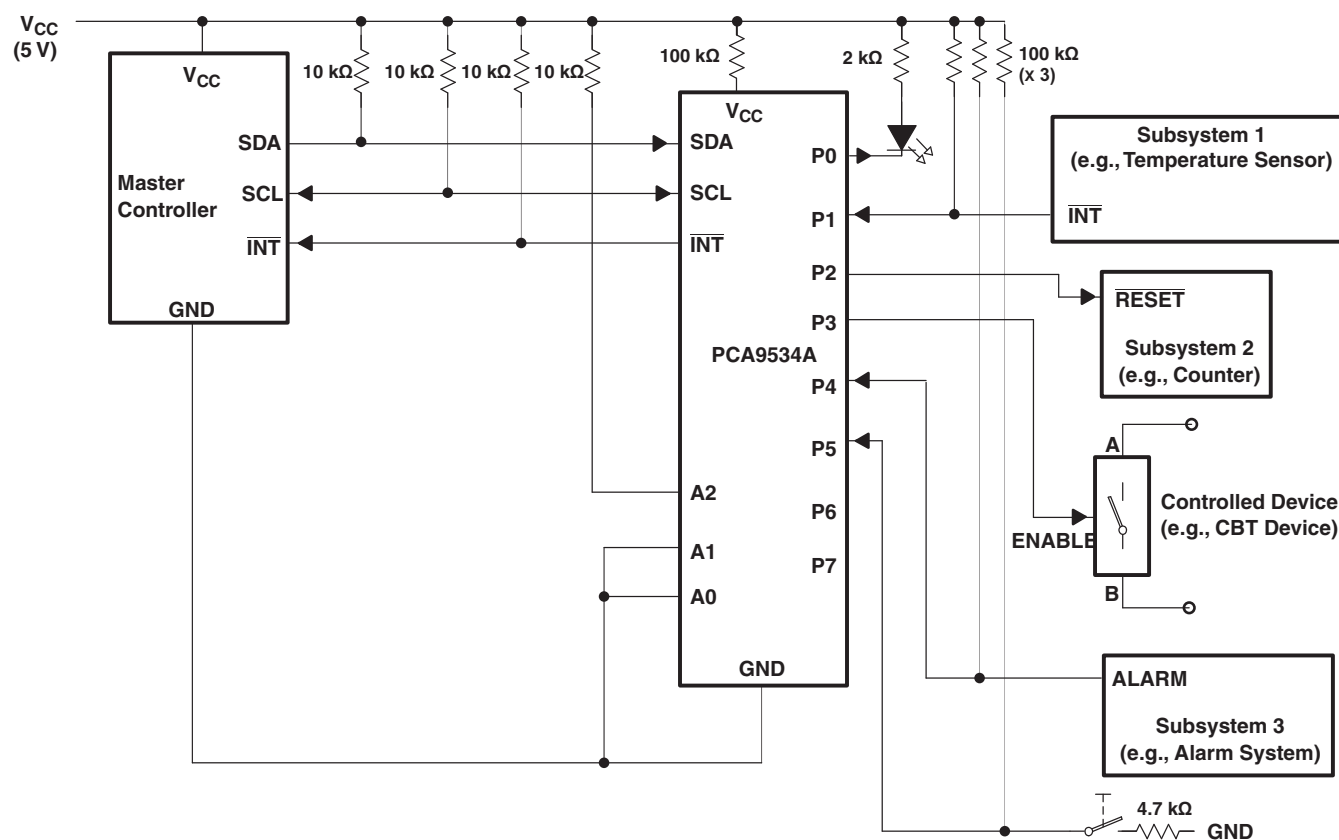 VCC
(5 V)
VCC
10 kΩ
10 kΩ
10 kΩ
10 kΩ
100 kΩ
2 kΩ
100 kΩ
(x 3)
VCC
SDA
SDA
P0
Subsystem 1
(e.g., Temperature Sensor)
Master
Controller
SCL
SCL
P1
INT
INT
INT
P2
RESET
GND
P3
Subsystem 2
(e.g., Counter)
PCA9534A
P4
P5
A
A2
P6
Controlled Device
(e.g., CBT Device)
ENABLE
A1
P7
A0
B
GND
ALARM
Subsystem 3
(e.g., Alarm System)
4.7 kΩ
GND